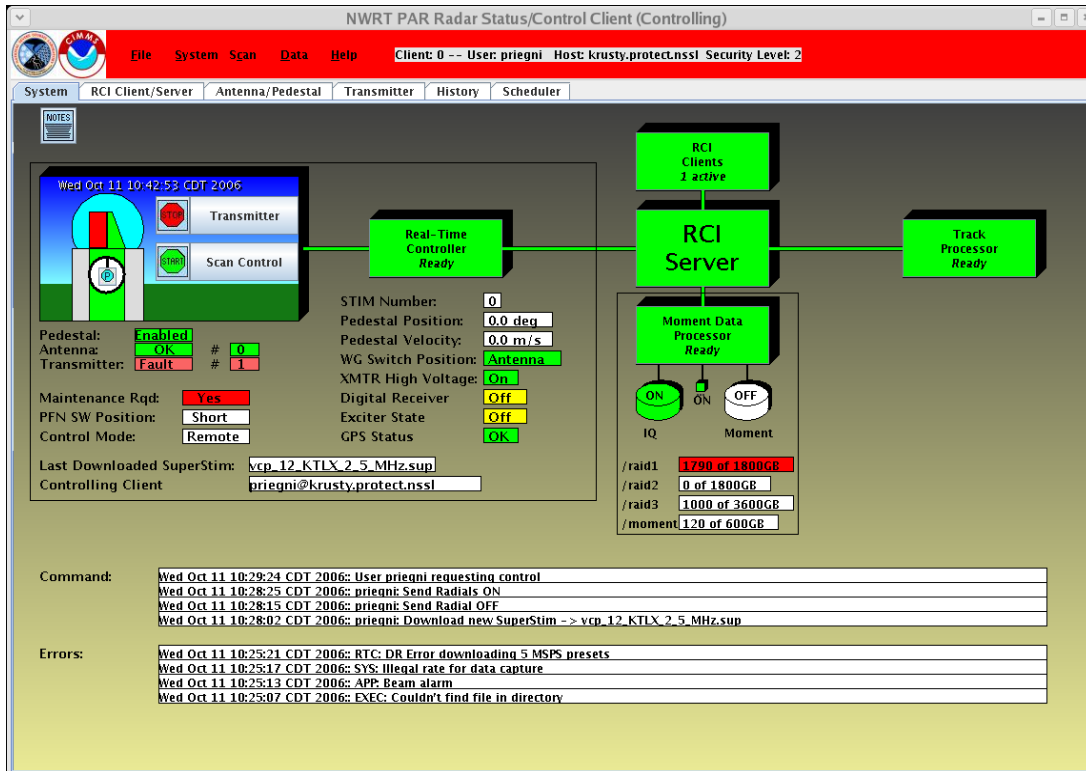 NWRT PAR Radar Status/Control Client (Controlling)
CIMMS
File System Scan Data Help Client: 0 -- User: priegni Host: krusty.protect.nssl Security Level: 2
System RCI Client/Server Antenna/Pedestal Transmitter History Scheduler
NOTES
RCI
Clients
1 active
Wed Oct 11 10:42:53 CDT 2006
STOP Transmitter
START Scan Control
P
Real-Time
Controller
Ready
RCI
Server
Track
Processor
Ready
Pedestal: Enabled
Antenna: OK # 0
Transmitter: Fault # 1
Maintenance Rqd: Yes
PFN SW Position: Short
Control Mode: Remote
STIM Number: 0
Pedestal Position: 0.0 deg
Pedestal Velocity: 0.0 m/s
WG Switch Position: Antenna
XMTR High Voltage: On
Digital Receiver Off
Exciter State Off
GPS Status OK
Last Downloaded SuperStim: vcp_12_KTLX_2_5_MHz.sup
Controlling Client priegni@krusty.protect.nssl
Moment Data
Processor
Ready
ON ON OFF
IQ Moment
/raid1 1790 of 1800GB
/raid2 0 of 1800GB
/raid3 1000 of 3600GB
/moment 120 of 600GB
Command: Wed Oct 11 10:29:24 CDT 2006:: User priegni requesting control
Wed Oct 11 10:28:25 CDT 2006:: priegni: Send Radials ON
Wed Oct 11 10:28:15 CDT 2006:: priegni: Send Radial OFF
Wed Oct 11 10:28:02 CDT 2006:: priegni: Download new SuperStim -> vcp_12_KTLX_2_5_MHz.sup
Errors: Wed Oct 11 10:25:21 CDT 2006:: RTC: DR Error downloading 5 MSPS presets
Wed Oct 11 10:25:17 CDT 2006:: SYS: Illegal rate for data capture
Wed Oct 11 10:25:13 CDT 2006:: APP: Beam alarm
Wed Oct 11 10:25:07 CDT 2006:: EXEC: Couldn't find file in directory